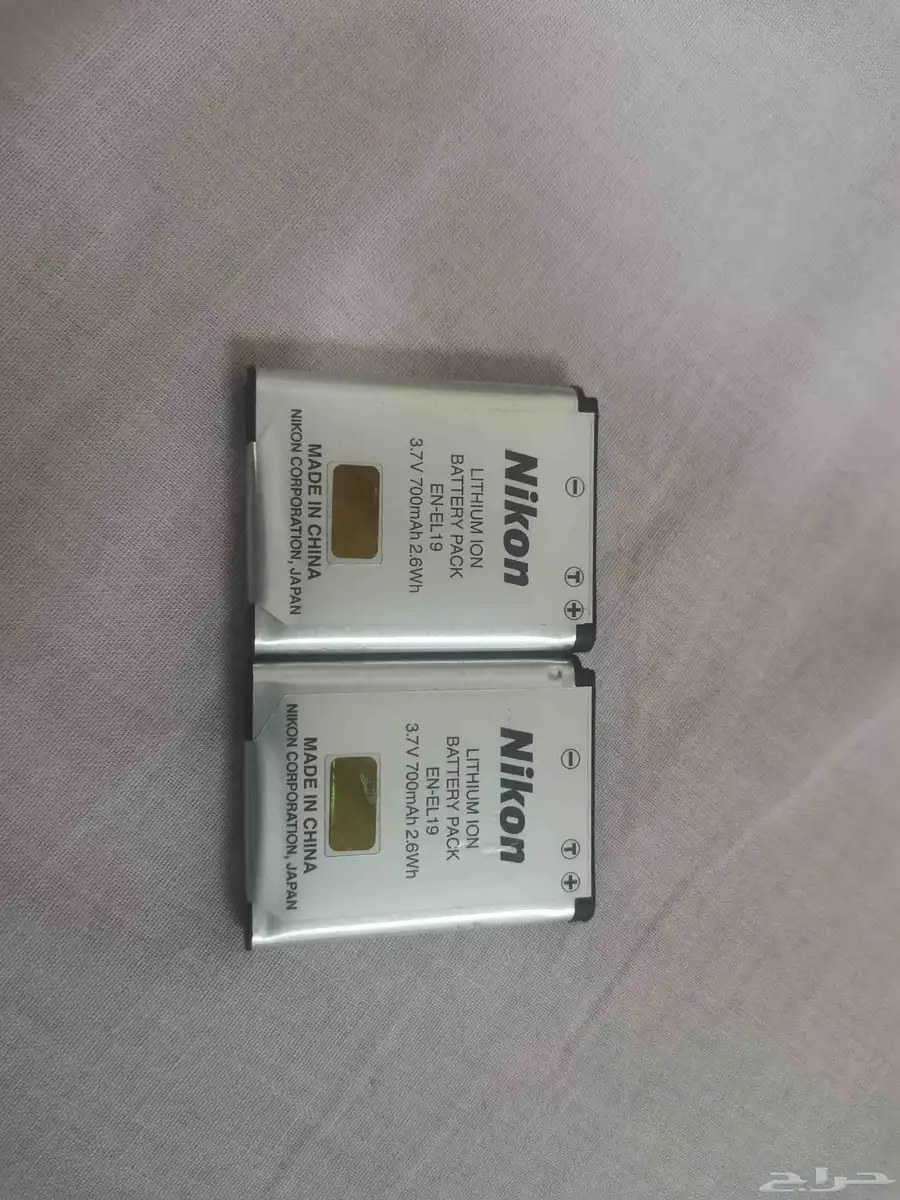 Nikon
LITHIUM ION
BATTERY PACK
EN-EL19
3.7V 700mAh 2.6Wh
MADE IN CHINA
NIKON CORPORATION, JAPAN
− T +
Nikon
LITHIUM ION
BATTERY PACK
EN-EL19
3.7V 700mAh 2.6Wh
MADE IN CHINA
NIKON CORPORATION, JAPAN
− T +
حراج